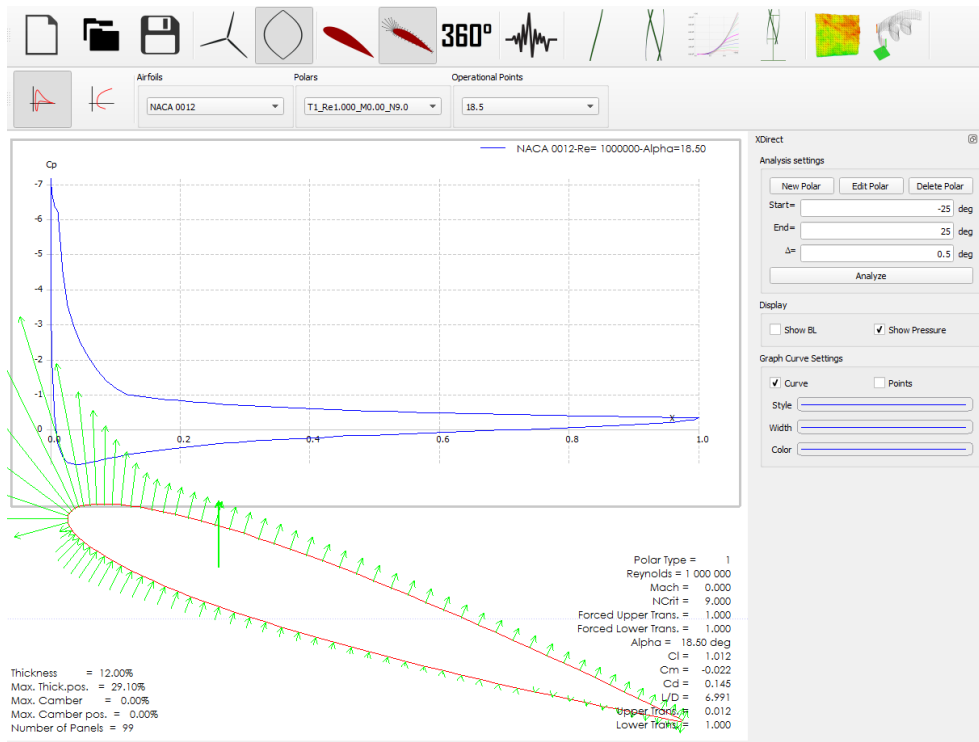 360°
Airfoils
Polars
Operational Points
NACA 0012
T1_Re1.000_M0.00_N9.0
18.5
NACA 0012-Re= 1000000-Alpha=18.50
Cp
-7
-6
-5
-4
-3
-2
-1
0
0.0
0.2
0.4
0.6
0.8
1.0
x
XDirect
Analysis settings
New Polar
Edit Polar
Delete Polar
Start= -25 deg
End= 25 deg
Δ= 0.5 deg
Analyze
Display
Show BL
Show Pressure
Graph Curve Settings
Curve
Points
Style
Width
Color
Polar Type = 1
Reynolds = 1 000 000
Mach = 0.000
NCrit = 9.000
Forced Upper Trans. = 1.000
Forced Lower Trans. = 1.000
Alpha = 18.50 deg
Cl = 1.012
Cm = -0.022
Cd = 0.145
L/D = 6.991
Upper Trans. = 0.012
Lower Trans. = 1.000
Thickness = 12.00%
Max. Thick.pos. = 29.10%
Max. Camber = 0.00%
Max. Camber pos. = 0.00%
Number of Panels = 99